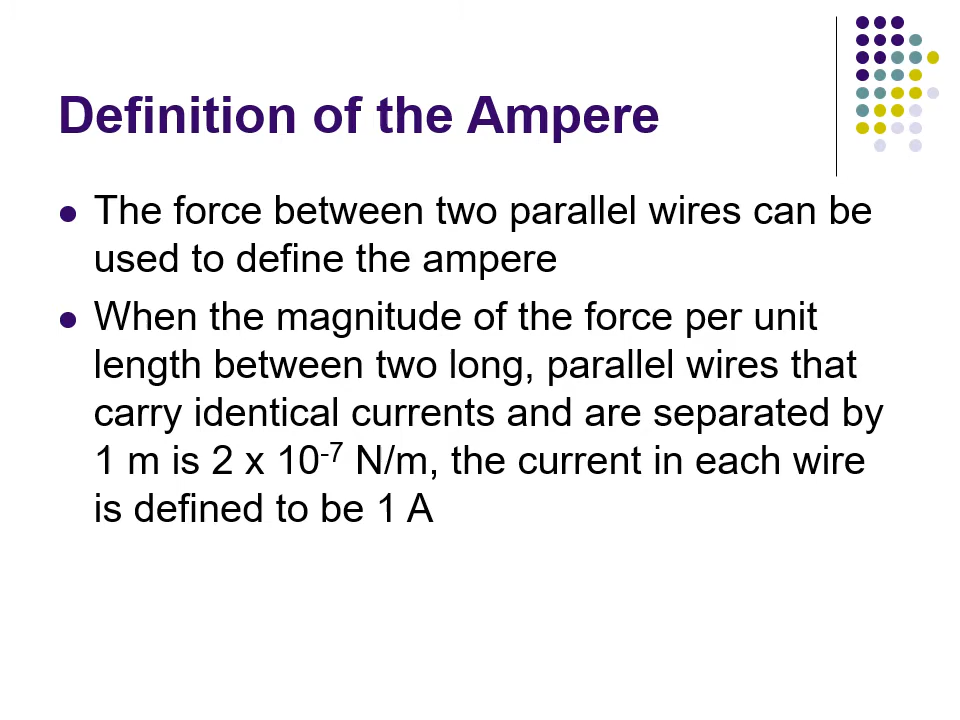 Definition of the Ampere
● The force between two parallel wires can be
used to define the ampere
● When the magnitude of the force per unit
length between two long, parallel wires that
carry identical currents and are separated by
1 m is 2 x 10⁻⁷ N/m, the current in each wire
is defined to be 1 A